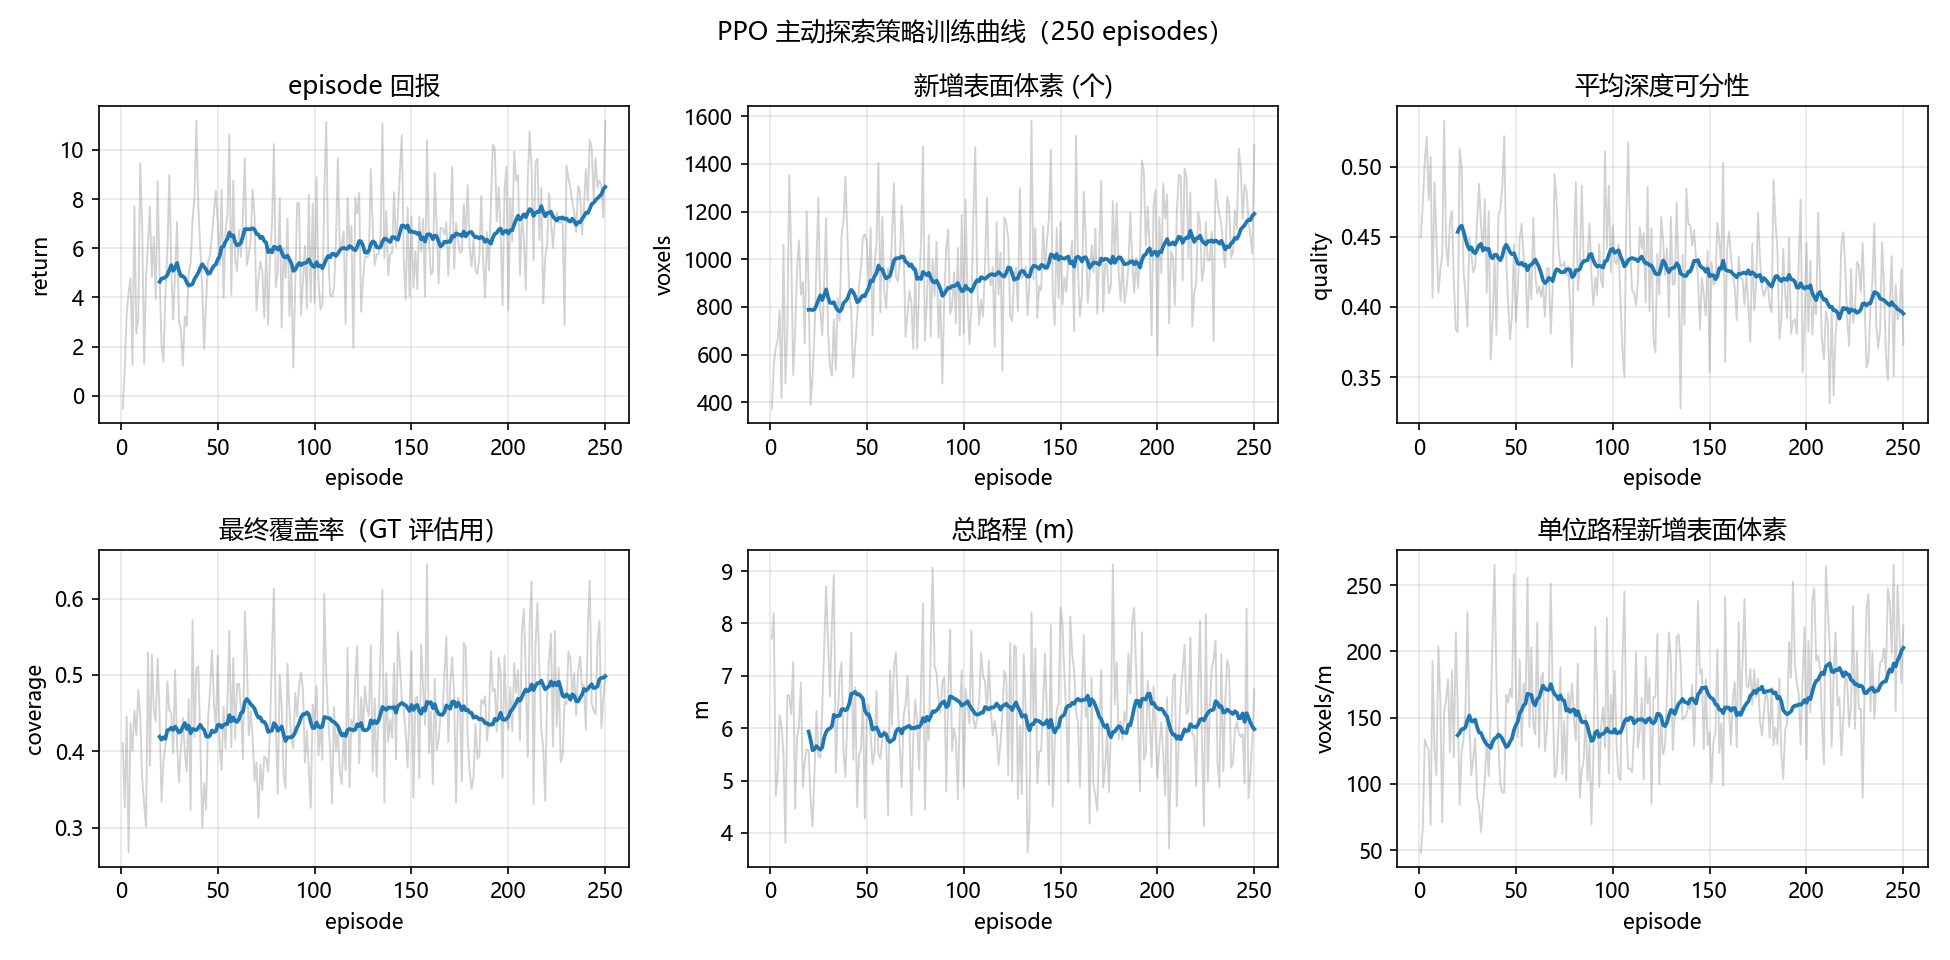 PPO 主动探索策略训练曲线（250 episodes）
episode 回报
return
10
8
6
4
2
0
0 50 100 150 200 250
episode
新增表面体素 (个)
voxels
1600
1400
1200
1000
800
600
400
0 50 100 150 200 250
episode
平均深度可分性
quality
0.50
0.45
0.40
0.35
0 50 100 150 200 250
episode
最终覆盖率（GT 评估用）
coverage
0.6
0.5
0.4
0.3
0 50 100 150 200 250
episode
总路程 (m)
m
9
8
7
6
5
4
0 50 100 150 200 250
episode
单位路程新增表面体素
voxels/m
250
200
150
100
50
0 50 100 150 200 250
episode